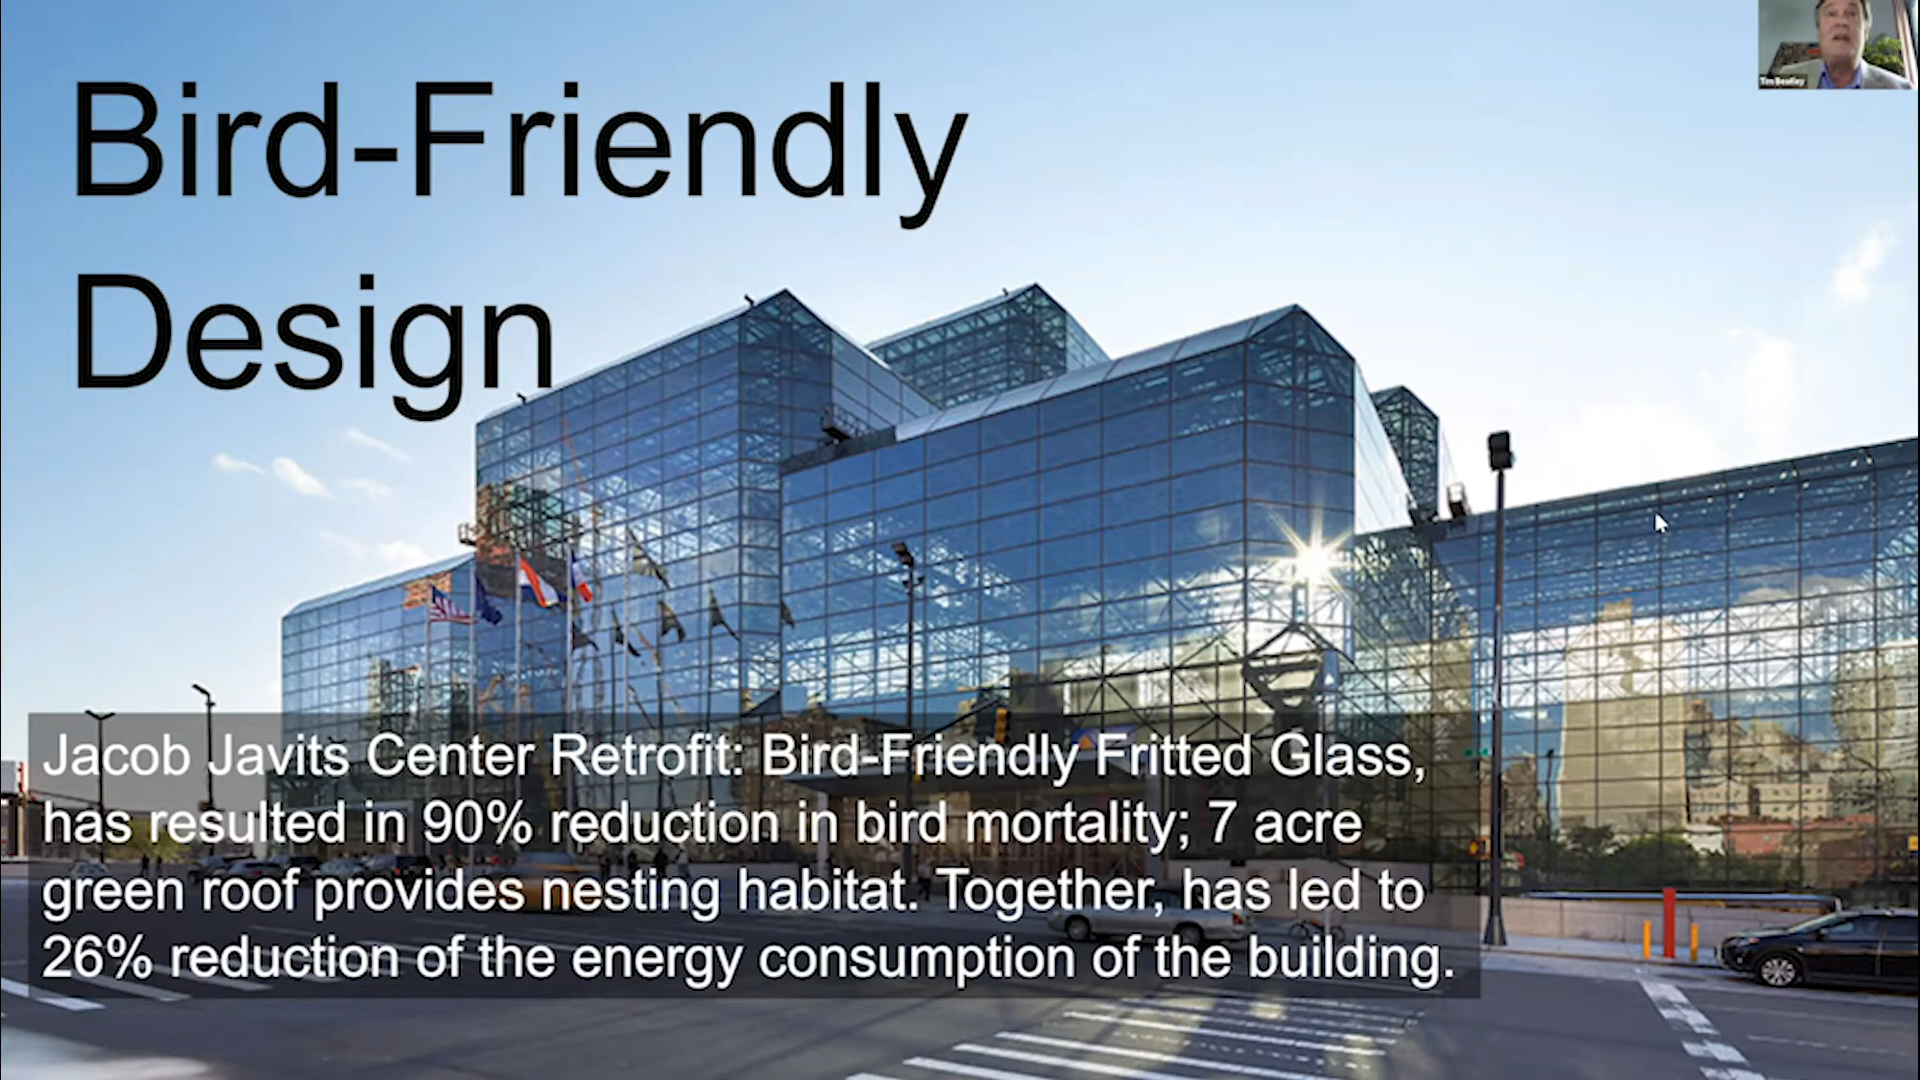 Bird-Friendly
Design
Tim Beatley
Jacob Javits Center Retrofit: Bird-Friendly Fritted Glass,
has resulted in 90% reduction in bird mortality; 7 acre
green roof provides nesting habitat. Together, has led to
26% reduction of the energy consumption of the building.